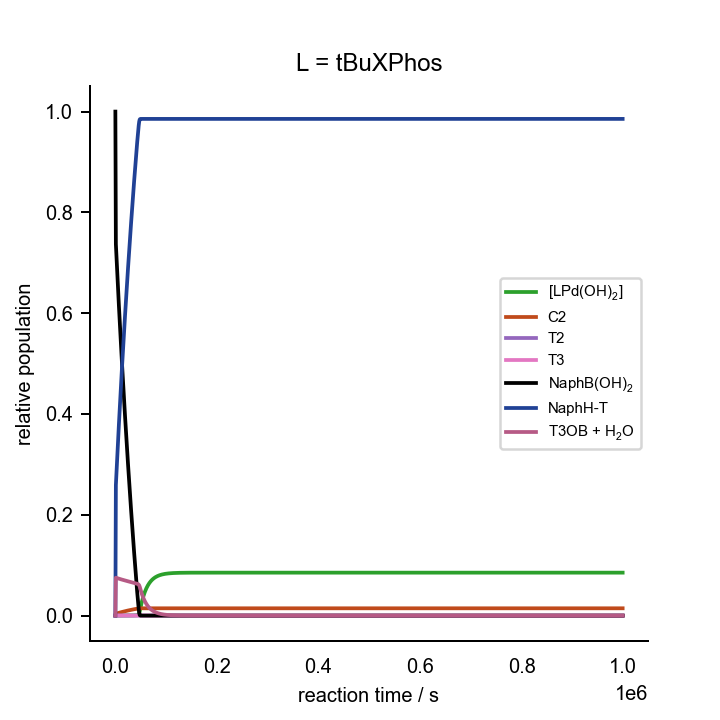 L = tBuXPhos
1.0
0.8
0.6
0.4
0.2
0.0
relative population
[LPd(OH)₂]
C2
T2
T3
NaphB(OH)₂
NaphH-T
T3OB + H₂O
0.0 0.2 0.4 0.6 0.8 1.0
1e6
reaction time / s